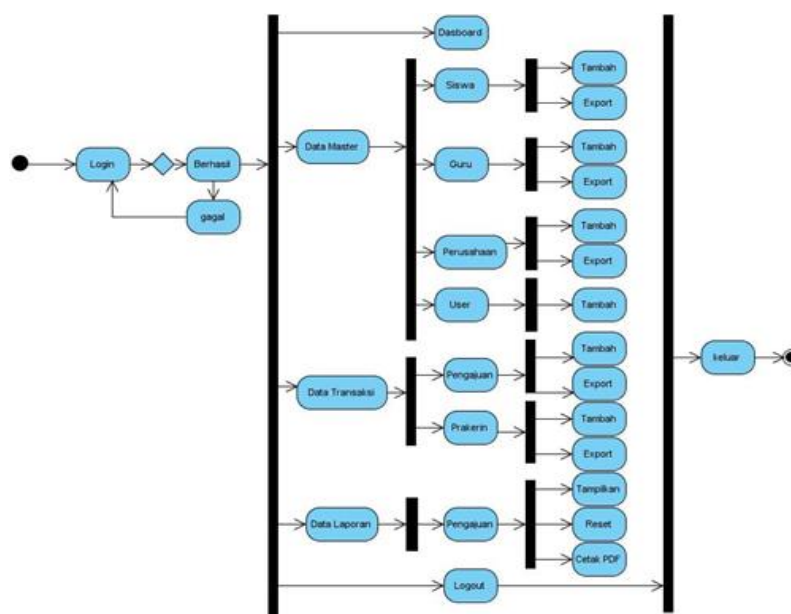 Dasboard
Siswa
Tambah
Export
Login
Berhasil
gagal
Data Master
Guru
Tambah
Export
Perusahaan
Tambah
Export
User
Tambah
Data Transaksi
Pengajuan
Tambah
Export
Prakerin
Tambah
Export
keluar
Data Laporan
Pengajuan
Tampilkan
Reset
Cetak PDF
Logout